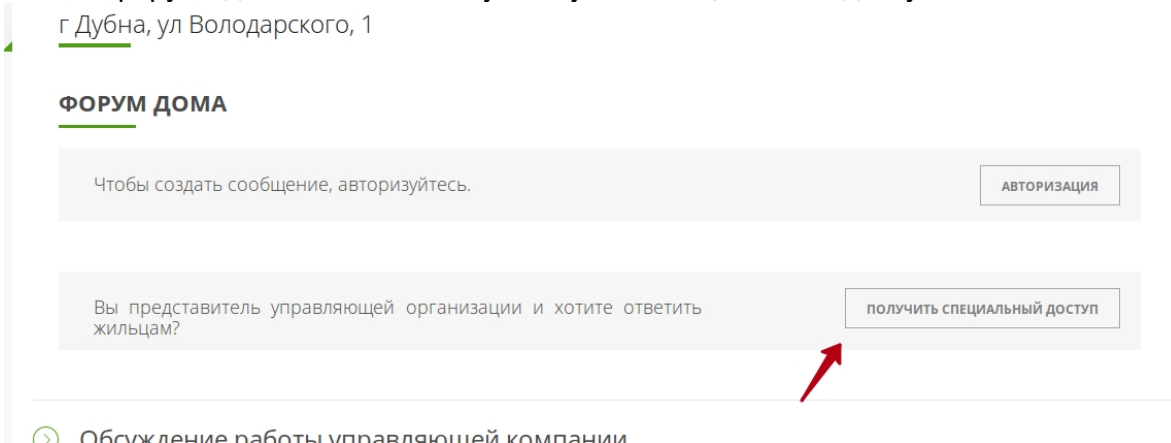 г Дубна, ул Володарского, 1
ФОРУМ ДОМА
Чтобы создать сообщение, авторизуйтесь.
АВТОРИЗАЦИЯ
Вы представитель управляющей организации и хотите ответить
жильцам?
ПОЛУЧИТЬ СПЕЦИАЛЬНЫЙ ДОСТУП
Обсуждение работы управляющей компании